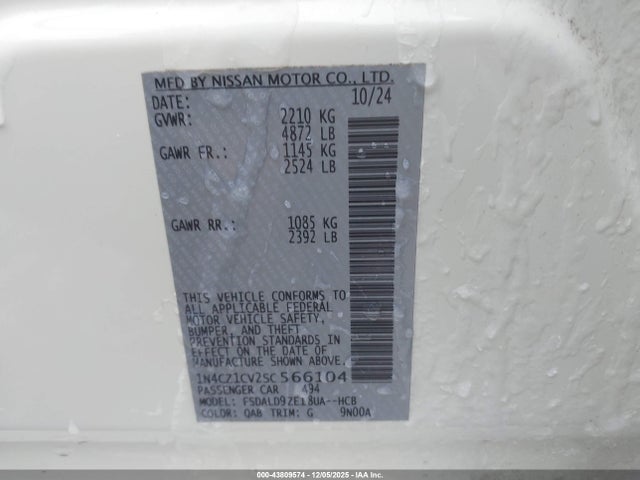 MFD BY NISSAN MOTOR CO., LTD.
DATE: 10/24
GVWR: 2210 KG
4872 LB
GAWR FR.: 1145 KG
2524 LB
GAWR RR.: 1085 KG
2392 LB
THIS VEHICLE CONFORMS TO
ALL APPLICABLE FEDERAL
MOTOR VEHICLE SAFETY,
BUMPER, AND THEFT
PREVENTION STANDARDS
IN EFFECT ON THE DATE OF
MANUFACTURE SHOWN ABOVE.
1N4CZ1CV2SC566104
PASSENGER CAR 494
MODEL: FSDALD9ZE18UA--HCB
COLOR: QAB TRIM: G 9N00A
000-43809574 | 12/05/2025 - IAA